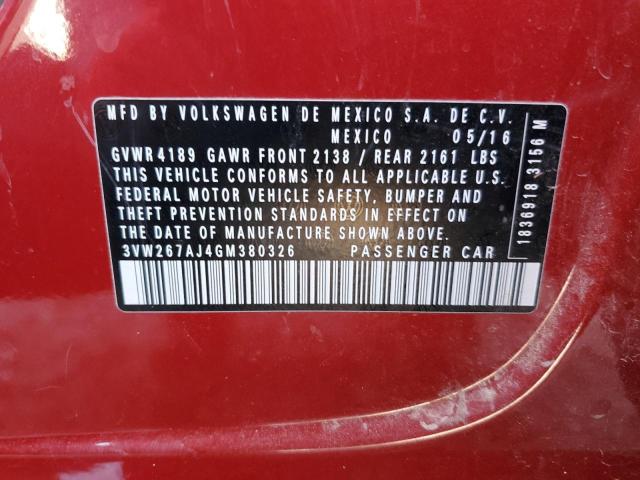 MFD BY VOLKSWAGEN DE MEXICO S.A. DE C.V.
MEXICO 05/16
GVWR 4189 GAWR FRONT 2138 / REAR 2161 LBS
THIS VEHICLE CONFORMS TO ALL APPLICABLE U.S.
FEDERAL MOTOR VEHICLE SAFETY, BUMPER AND
THEFT PREVENTION STANDARDS IN EFFECT ON
THE DATE OF MANUFACTURE SHOWN ABOVE.
3VW267AJ4GM380326 PASSENGER CAR
1836918 3156 M